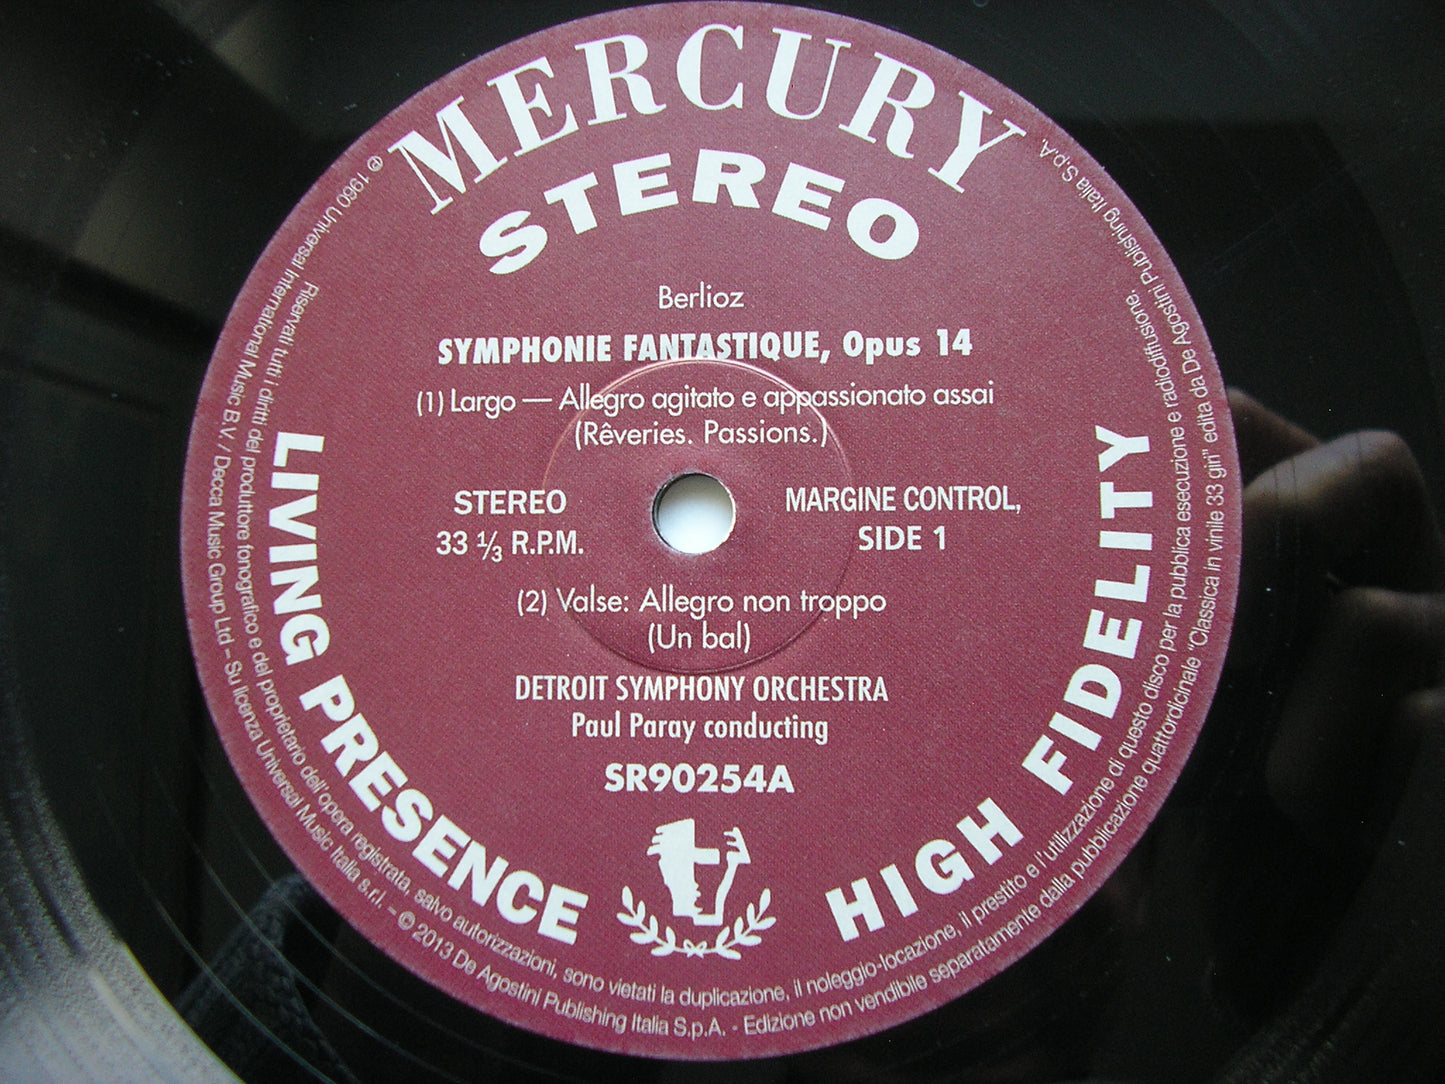 MERCURY
STEREO
Berlioz
SYMPHONIE FANTASTIQUE, Opus 14
(1) Largo — Allegro agitato e appassionato assai
(Rêveries. Passions.)
STEREO
33 ⅓ R.P.M.
MARGINE CONTROL,
SIDE 1
(2) Valse: Allegro non troppo
(Un bal)
DETROIT SYMPHONY ORCHESTRA
Paul Paray conducting
SR90254A
LIVING PRESENCE
HIGH FIDELITY
℗ 1960 Universal International Music B.V. / Decca Music Group Ltd – Su licenza Universal Music Italia s.r.l. – © 2013 De Agostini Publishing Italia S.p.A. - Edizione non vendibile separatamente dalla pubblicazione quattordicinale "Classica in vinile 33 giri" edita da De Agostini Publishing Italia S.p.A.
Riservati tutti i diritti del produttore fonografico e del proprietario dell'opera registrata, salvo autorizzazioni, sono vietati la duplicazione, il noleggio-locazione, il prestito e l'utilizzazione di questo disco per la pubblica esecuzione e radiodiffusione.